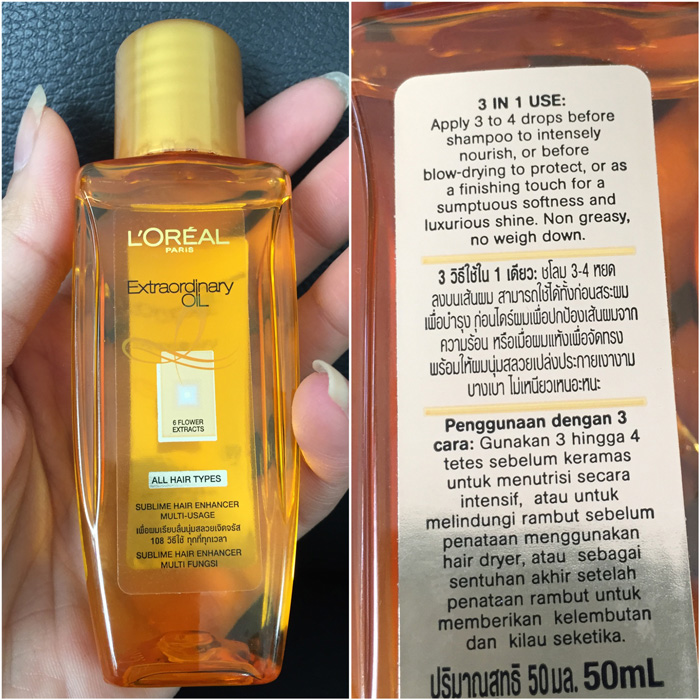 L'ORÉAL
PARIS
Extraordinary
OIL
6 FLOWER
EXTRACTS
ALL HAIR TYPES
SUBLIME HAIR ENHANCER
MULTI-USAGE
เพื่อผมเรียบลื่นนุ่มสลวยเจิดจรัส
108 วิธีใช้ ทุกที่ทุกเวลา
SUBLIME HAIR ENHANCER
MULTI FUNGSI
3 IN 1 USE:
Apply 3 to 4 drops before
shampoo to intensely
nourish, or before
blow-drying to protect, or as
a finishing touch for a
sumptuous softness and
luxurious shine. Non greasy,
no weigh down.
3 วิธีใช้ใน 1 เดียว: ชโลม 3-4 หยด
ลงบนเส้นผม สามารถใช้ได้ทั้งก่อนสระผม
เพื่อบำรุง ก่อนไดร์ผมเพื่อปกป้องเส้นผมจาก
ความร้อน หรือเมื่อผมแห้งเพื่อจัดทรง
พร้อมให้ผมนุ่มสลวยเปล่งประกายเงางาม
บางเบา ไม่เหนียวเหนอะหนะ
Penggunaan dengan 3
cara: Gunakan 3 hingga 4
tetes sebelum keramas
untuk menutrisi secara
intensif, atau untuk
melindungi rambut sebelum
penataan menggunakan
hair dryer, atau sebagai
sentuhan akhir setelah
penataan rambut untuk
memberikan kelembutan
dan kilau seketika.
ปริมาณสุทธิ 50 มล. 50mL